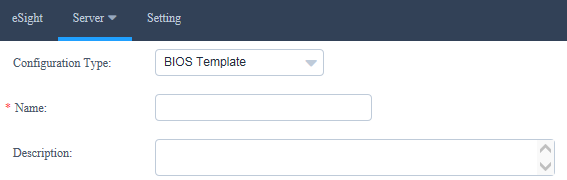 eSight Server Setting
Configuration Type: BIOS Template
* Name:
Description: